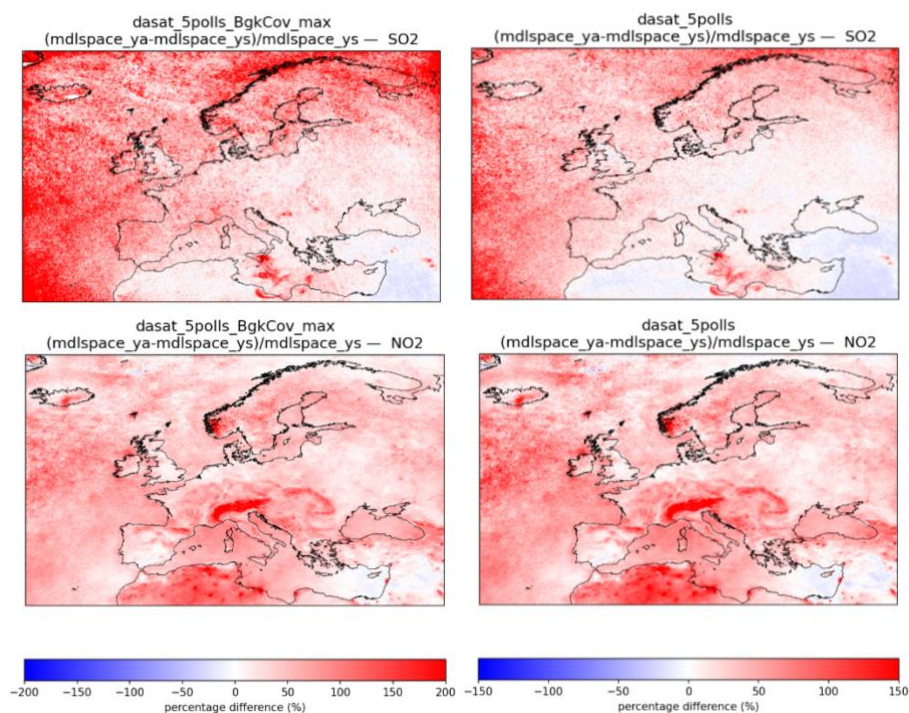 dasat_5polls_BgkCov_max
(mdlspace_ya-mdlspace_ys)/mdlspace_ys — SO2
dasat_5polls
(mdlspace_ya-mdlspace_ys)/mdlspace_ys — SO2
dasat_5polls_BgkCov_max
(mdlspace_ya-mdlspace_ys)/mdlspace_ys — NO2
dasat_5polls
(mdlspace_ya-mdlspace_ys)/mdlspace_ys — NO2
−200 −150 −100 −50 0 50 100 150 200
percentage difference (%)
−150 −100 −50 0 50 100 150
percentage difference (%)